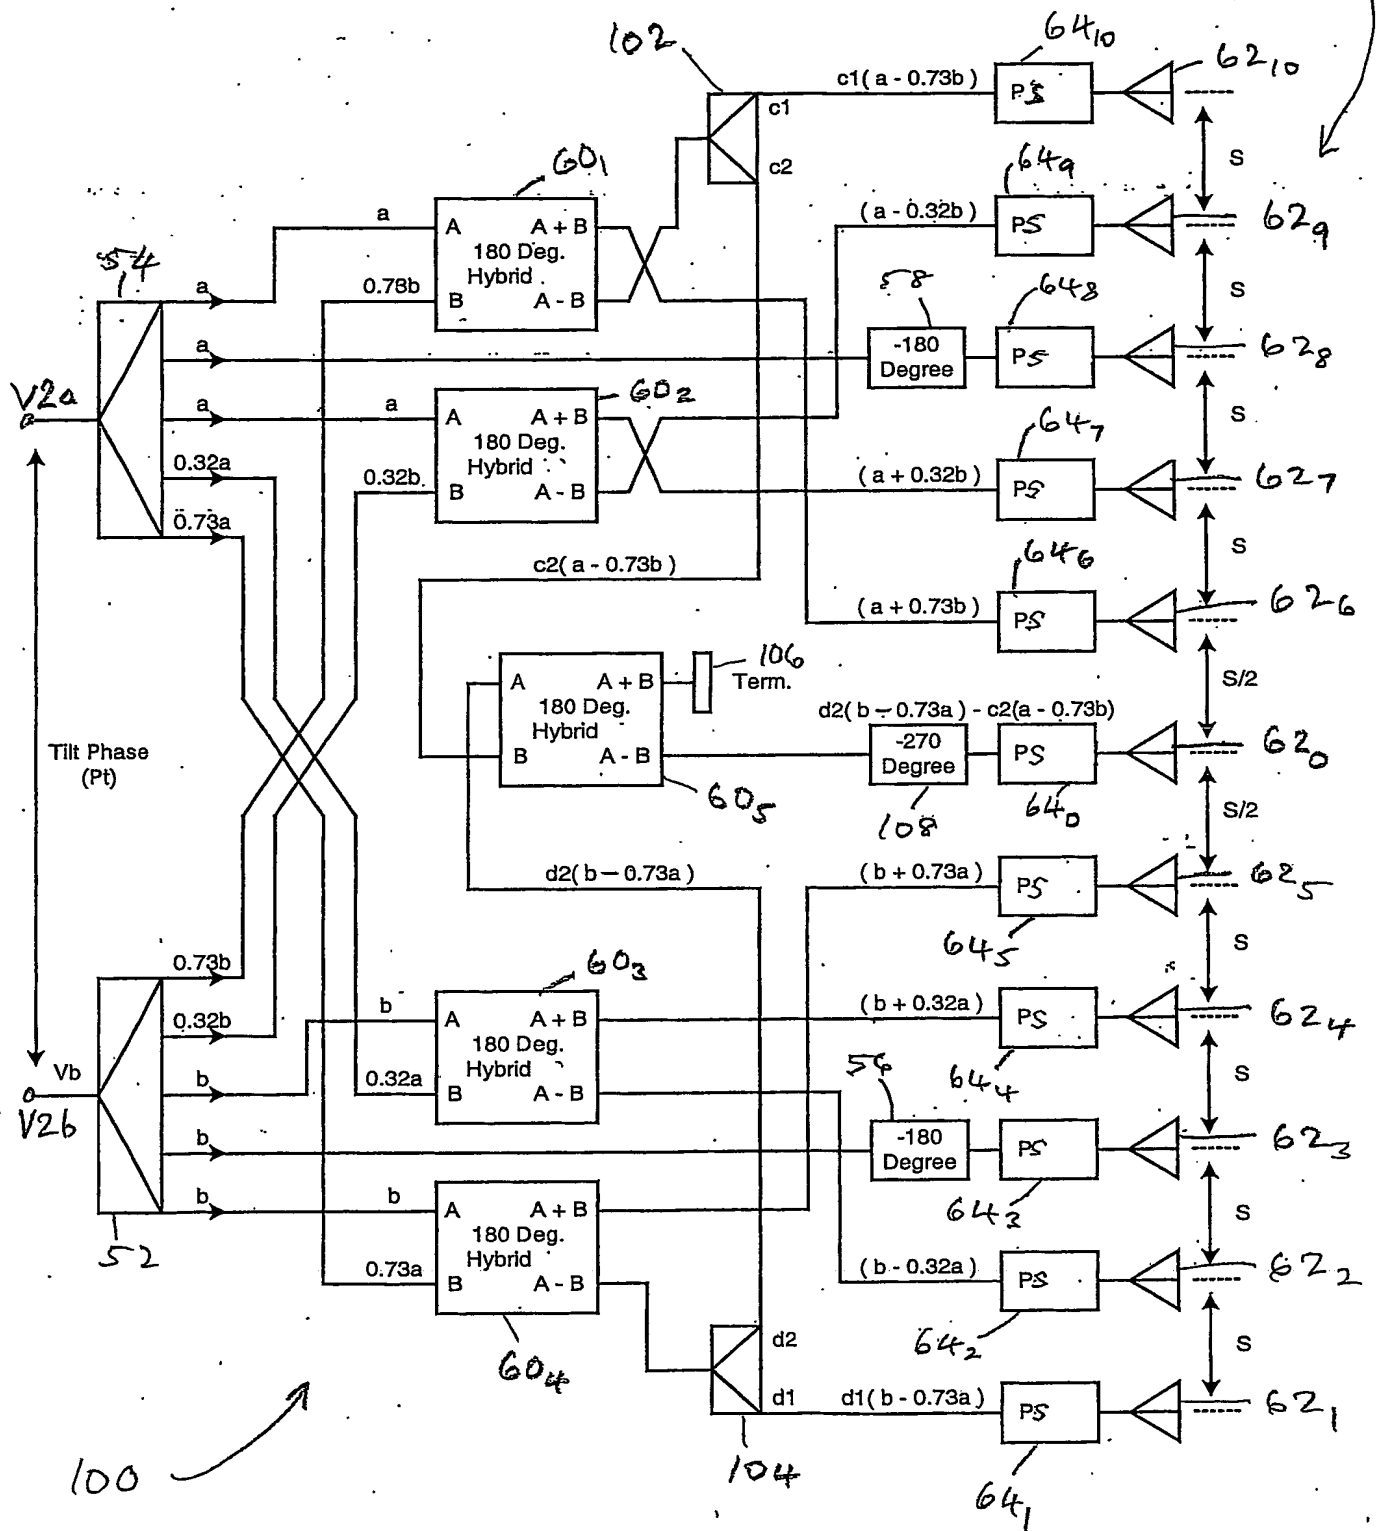 102
64₁₀
62₁₀
c1( a - 0.73b )
PS
c1
c2
S
60₁
64₉
a
A
A + B
180 Deg.
Hybrid
B
A - B
0.78b
( a - 0.32b )
PS
62₉
54
a
58
64₈
S
a
-180
Degree
PS
62₈
V2a
60₂
a
a
A
A + B
180 Deg.
Hybrid
B
A - B
0.32b
64₇
S
0.32a
( a + 0.32b )
PS
62₇
0.73a
64₆
S
c2( a - 0.73b )
( a + 0.73b )
PS
62₆
106
Term.
A
A + B
180 Deg.
Hybrid
B
A - B
S/2
d2( b - 0.73a ) - c2(a - 0.73b)
-270
Degree
PS
62₀
Tilt Phase
(Pt)
60₅
108
64₀
S/2
d2( b - 0.73a )
( b + 0.73a )
PS
62₅
64₅
S
0.73b
60₃
b
A
A + B
180 Deg.
Hybrid
B
A - B
0.32a
( b + 0.32a )
PS
62₄
0.32b
64₄
S
Vb
V2b
b
56
b
-180
Degree
PS
62₃
64₃
S
b
b
A
A + B
180 Deg.
Hybrid
B
A - B
0.73a
52
( b - 0.32a )
PS
62₂
64₂
S
60₄
d2
d1
d1( b - 0.73a )
PS
62₁
104
64₁
100